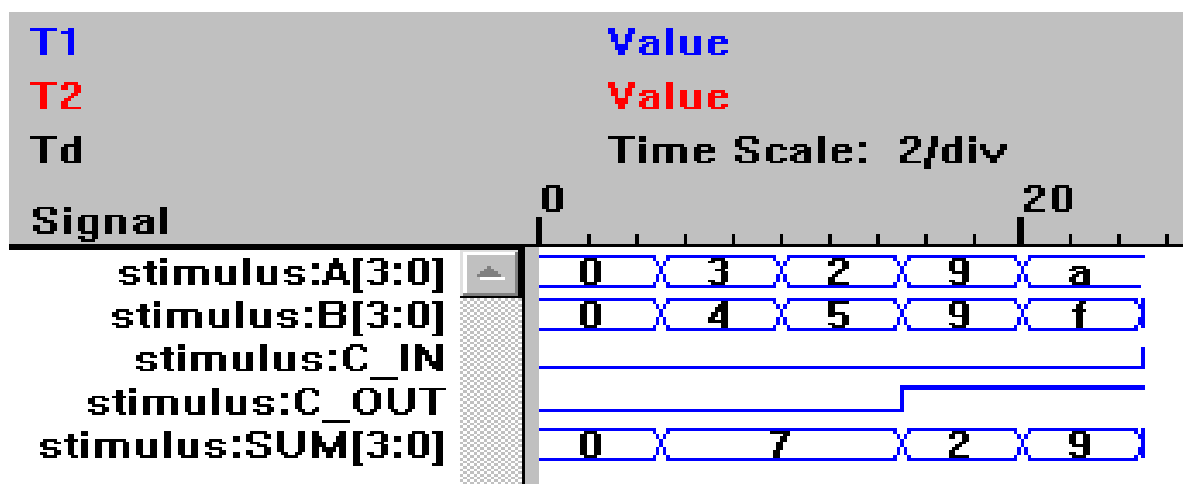 T1 Value
T2 Value
Td Time Scale: 2/div
0 20
Signal
stimulus:A[3:0] 0 3 2 9 a
stimulus:B[3:0] 0 4 5 9 f
stimulus:C_IN
stimulus:C_OUT
stimulus:SUM[3:0] 0 7 2 9